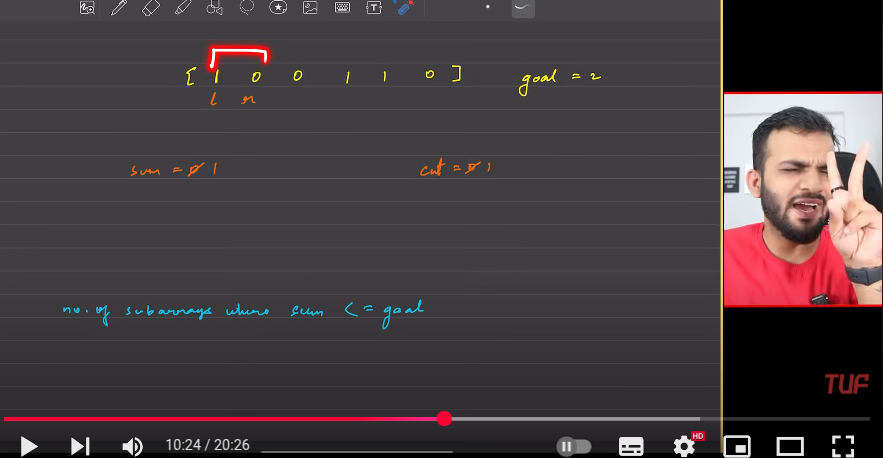 [ 1 0 0 1 1 0 ] goal = 2
l r
sum = 0 1 cnt = 0 1
no. of subarrays where sum <= goal
TUF
HD
10:24 / 20:26